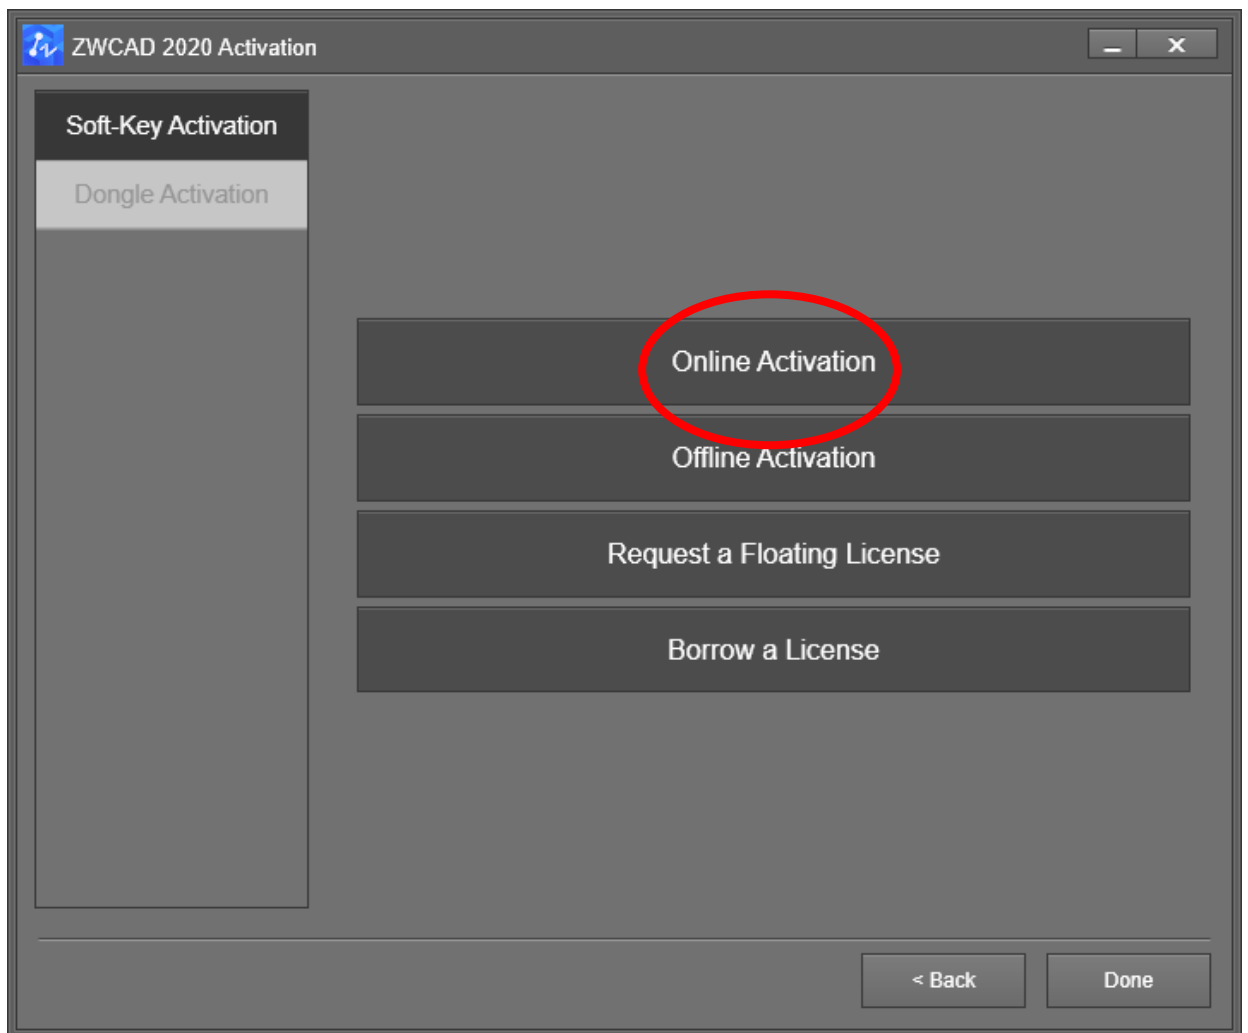 ZWCAD 2020 Activation
Soft-Key Activation
Dongle Activation
Online Activation
Offline Activation
Request a Floating License
Borrow a License
< Back
Done